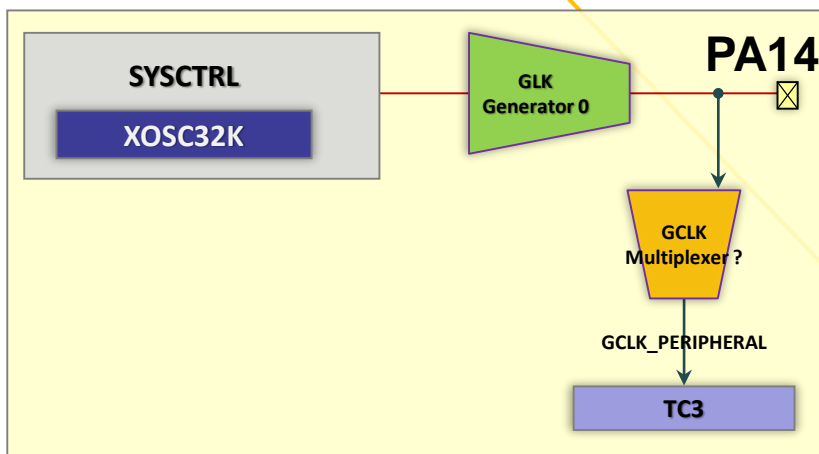 SYSCTRL
XOSC32K
GLK
Generator 0
PA14
GCLK
Multiplexer ?
GCLK_PERIPHERAL
TC3